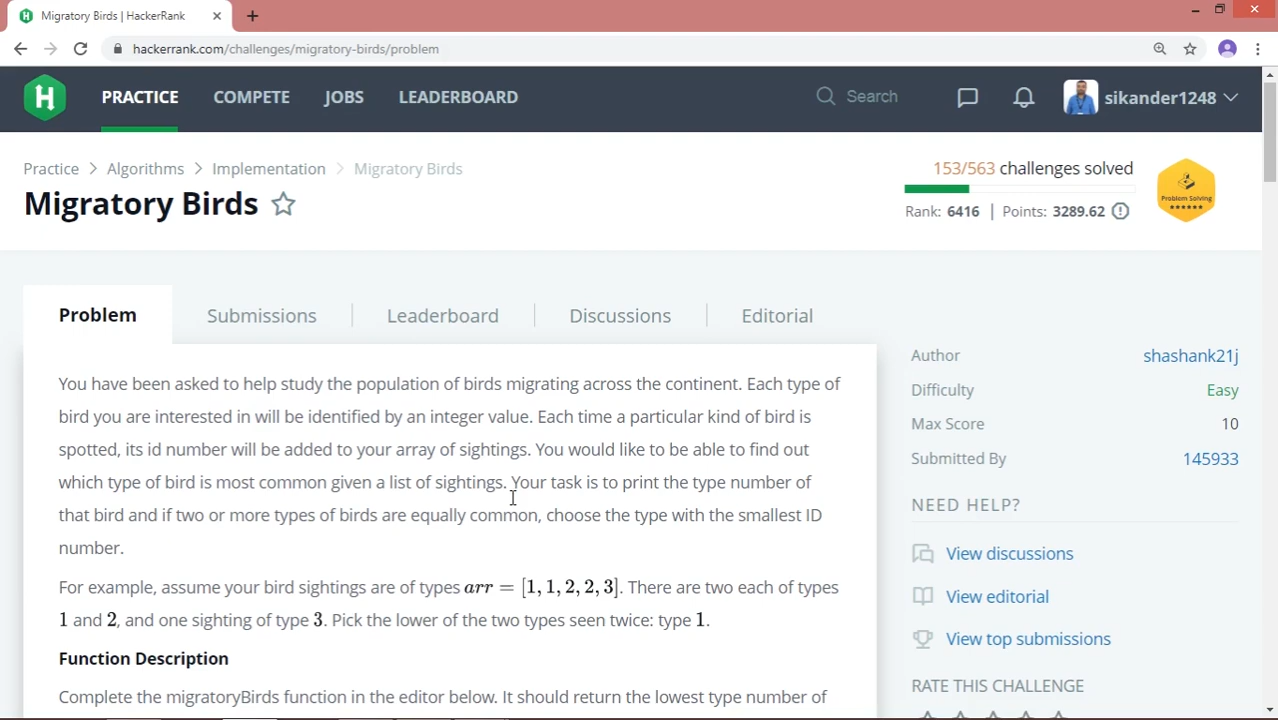 Migratory Birds | HackerRank
hackerrank.com/challenges/migratory-birds/problem
PRACTICE COMPETE JOBS LEADERBOARD Search sikander1248
Practice > Algorithms > Implementation > Migratory Birds
153/563 challenges solved
Migratory Birds
Rank: 6416 | Points: 3289.62
Problem Solving
Problem Submissions Leaderboard Discussions Editorial
You have been asked to help study the population of birds migrating across the continent. Each type of
bird you are interested in will be identified by an integer value. Each time a particular kind of bird is
spotted, its id number will be added to your array of sightings. You would like to be able to find out
which type of bird is most common given a list of sightings. Your task is to print the type number of
that bird and if two or more types of birds are equally common, choose the type with the smallest ID
number.
For example, assume your bird sightings are of types arr = [1, 1, 2, 2, 3]. There are two each of types
1 and 2, and one sighting of type 3. Pick the lower of the two types seen twice: type 1.
Function Description
Complete the migratoryBirds function in the editor below. It should return the lowest type number of
Author shashank21j
Difficulty Easy
Max Score 10
Submitted By 145933
NEED HELP?
View discussions
View editorial
View top submissions
RATE THIS CHALLENGE